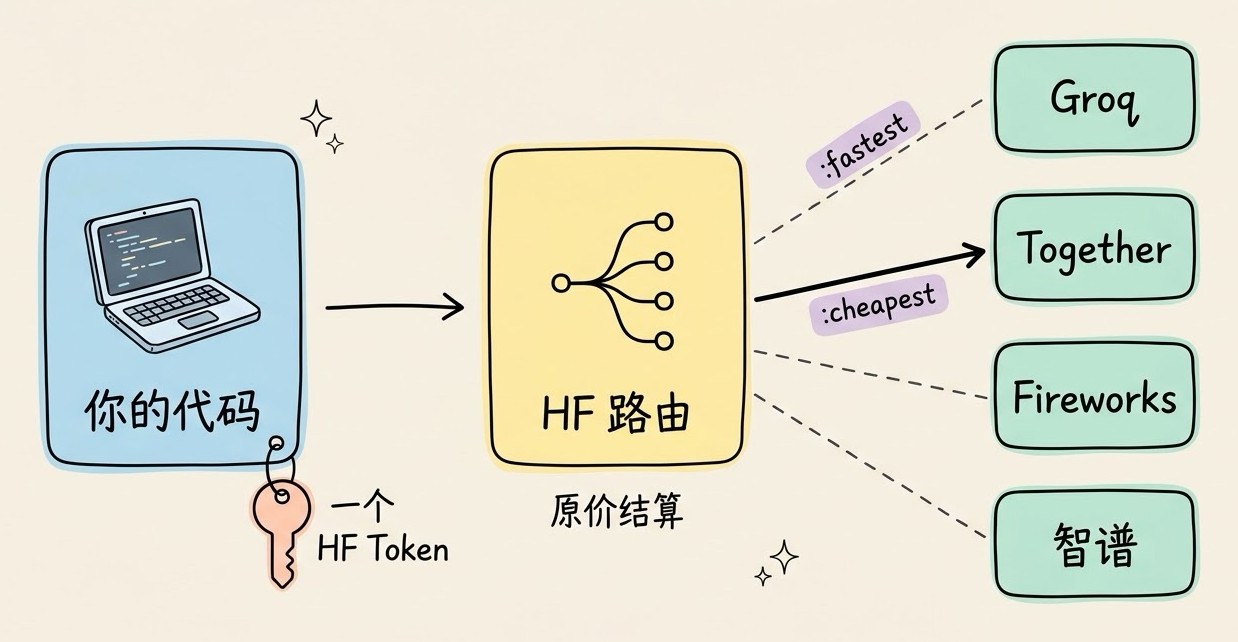 你的代码
一个
HF Token
HF 路由
原价结算
:fastest
:cheapest
Groq
Together
Fireworks
智谱